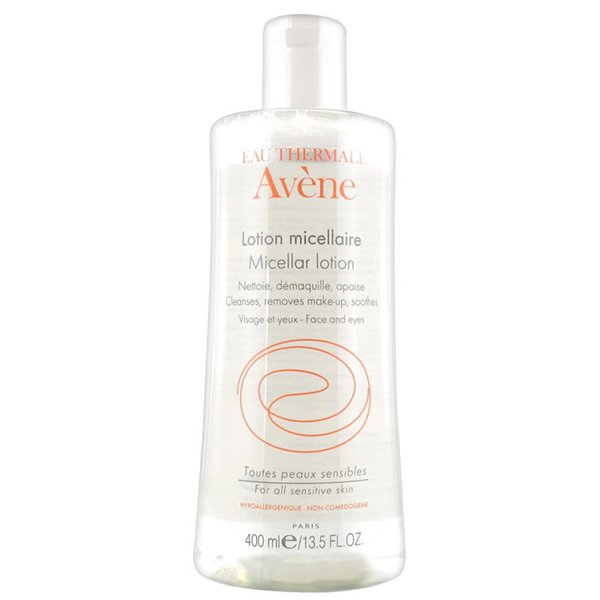 EAU THERMALE
Avène
Lotion micellaire
Micellar lotion
Nettoie, démaquille, apaise
Cleanses, removes make-up, soothes
Visage et yeux - Face and eyes
Toutes peaux sensibles
For all sensitive skin
HYPOALLERGENIQUE - NON COMEDOGENE
PARIS
400 ml e/13.5 FL.OZ.